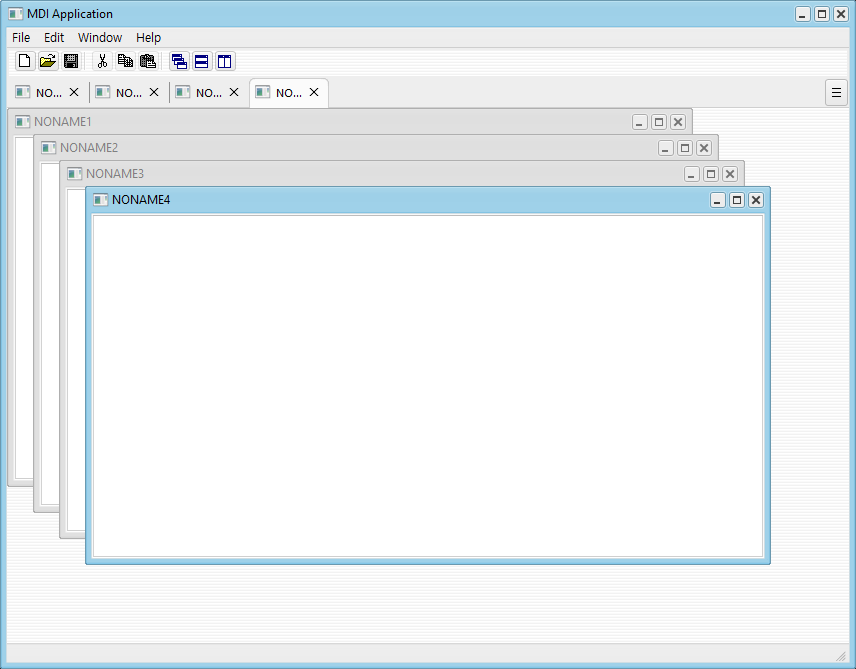 MDI Application
File Edit Window Help
NO... NO... NO... NO...
NONAME1
NONAME2
NONAME3
NONAME4